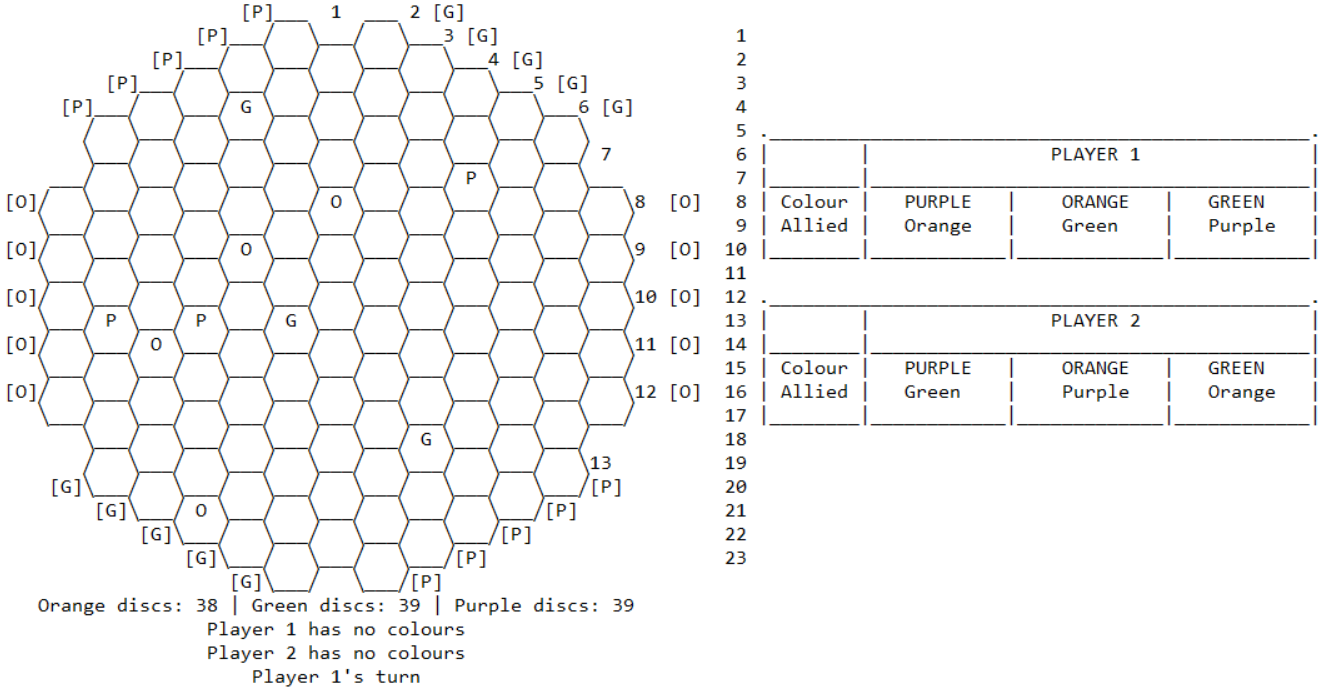 [P] 1 2 [G]
[P] 3 [G] 1
[P] 4 [G] 2
[P] 5 [G] 3
[P] G 6 [G] 4
5
7 6 PLAYER 1
P 7
[O] O 8 [O] 8 Colour PURPLE ORANGE GREEN
9 Allied Orange Green Purple
[O] O 9 [O] 10
11
[O] 10 [O] 12
P P G 13 PLAYER 2
[O] O 11 [O] 14
15 Colour PURPLE ORANGE GREEN
[O] 12 [O] 16 Allied Green Purple Orange
17
G 18
13 19
[G] [P] 20
[G] O [P] 21
[G] [P] 22
[G] [P] 23
[G] [P]
Orange discs: 38 | Green discs: 39 | Purple discs: 39
Player 1 has no colours
Player 2 has no colours
Player 1's turn